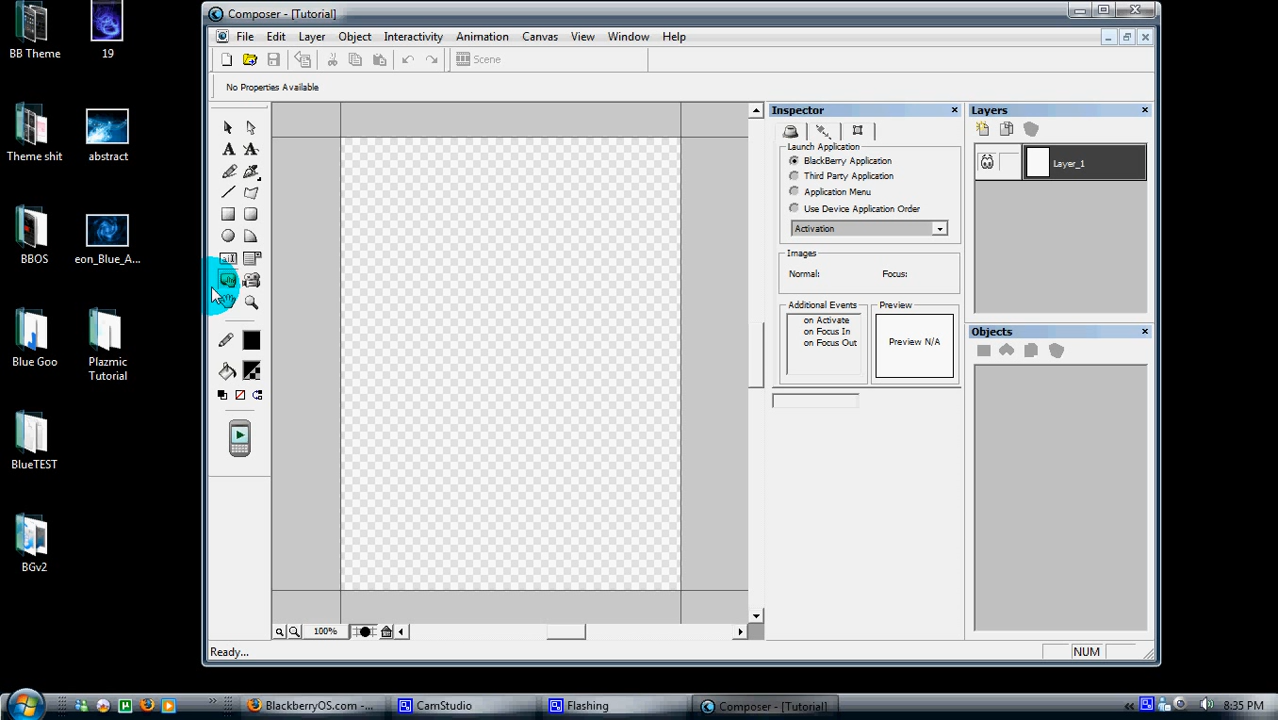 BB Theme
19
Theme shit
abstract
BBOS
eon_Blue_A...
Blue Goo
Plazmic
Tutorial
BlueTEST
BGv2
Composer - [Tutorial]
File Edit Layer Object Interactivity Animation Canvas View Window Help
Scene
No Properties Available
Inspector
Launch Application
BlackBerry Application
Third Party Application
Application Menu
Use Device Application Order
Activation
Images
Normal: Focus:
Additional Events
on Activate
on Focus In
on Focus Out
Preview
Preview N/A
Layers
Layer_1
Objects
100%
Ready...
NUM
BlackberryOS.com -...
CamStudio
Flashing
Composer - [Tutorial]
8:35 PM